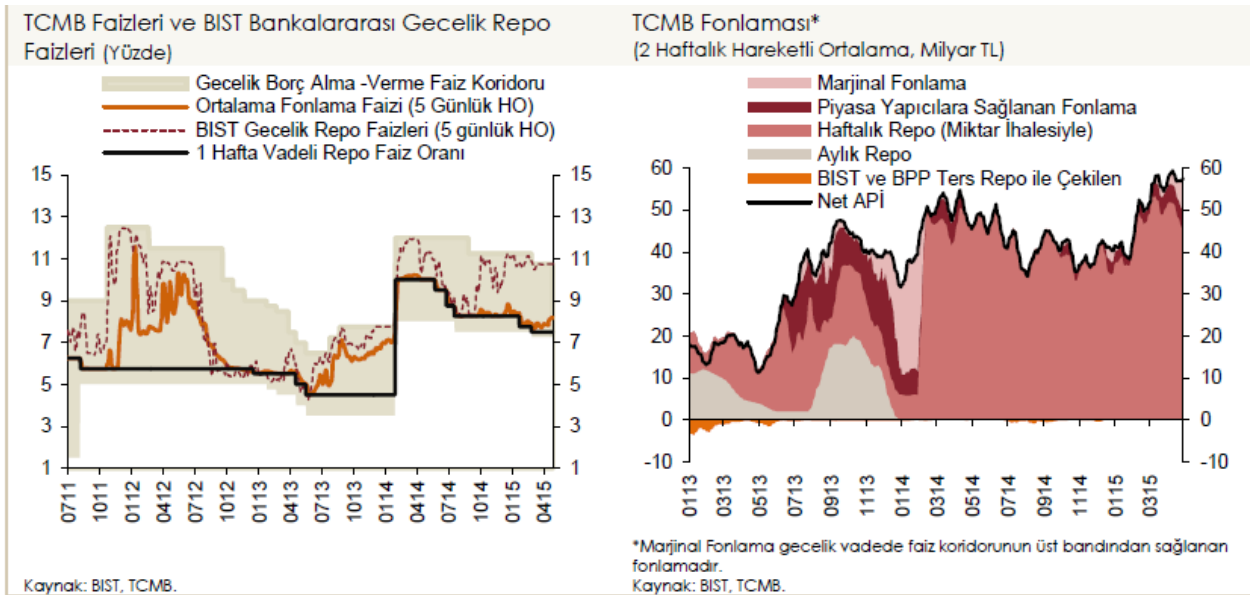 TCMB Faizleri ve BIST Bankalararası Gecelik Repo
Faizleri (Yüzde)
Gecelik Borç Alma -Verme Faiz Koridoru
Ortalama Fonlama Faizi (5 Günlük HO)
BIST Gecelik Repo Faizleri (5 günlük HO)
1 Hafta Vadeli Repo Faiz Oranı
15 15
13 13
11 11
9 9
7 7
5 5
3 3
1 1
0711 1011 0112 0412 0712 1012 0113 0413 0713 1013 0114 0414 0714 1014 0115 0415
Kaynak: BIST, TCMB.
TCMB Fonlaması*
(2 Haftalık Hareketli Ortalama, Milyar TL)
Marjinal Fonlama
Piyasa Yapıcılara Sağlanan Fonlama
Haftalık Repo (Miktar İhalesiyle)
Aylık Repo
BIST ve BPP Ters Repo ile Çekilen
Net APİ
60 60
50 50
40 40
30 30
20 20
10 10
0 0
-10 -10
0113 0313 0513 0713 0913 1113 0114 0314 0514 0714 0914 1114 0115 0315
*Marjinal Fonlama gecelik vadede faiz koridorunun üst bandından sağlanan
fonlamadır.
Kaynak: BIST, TCMB.